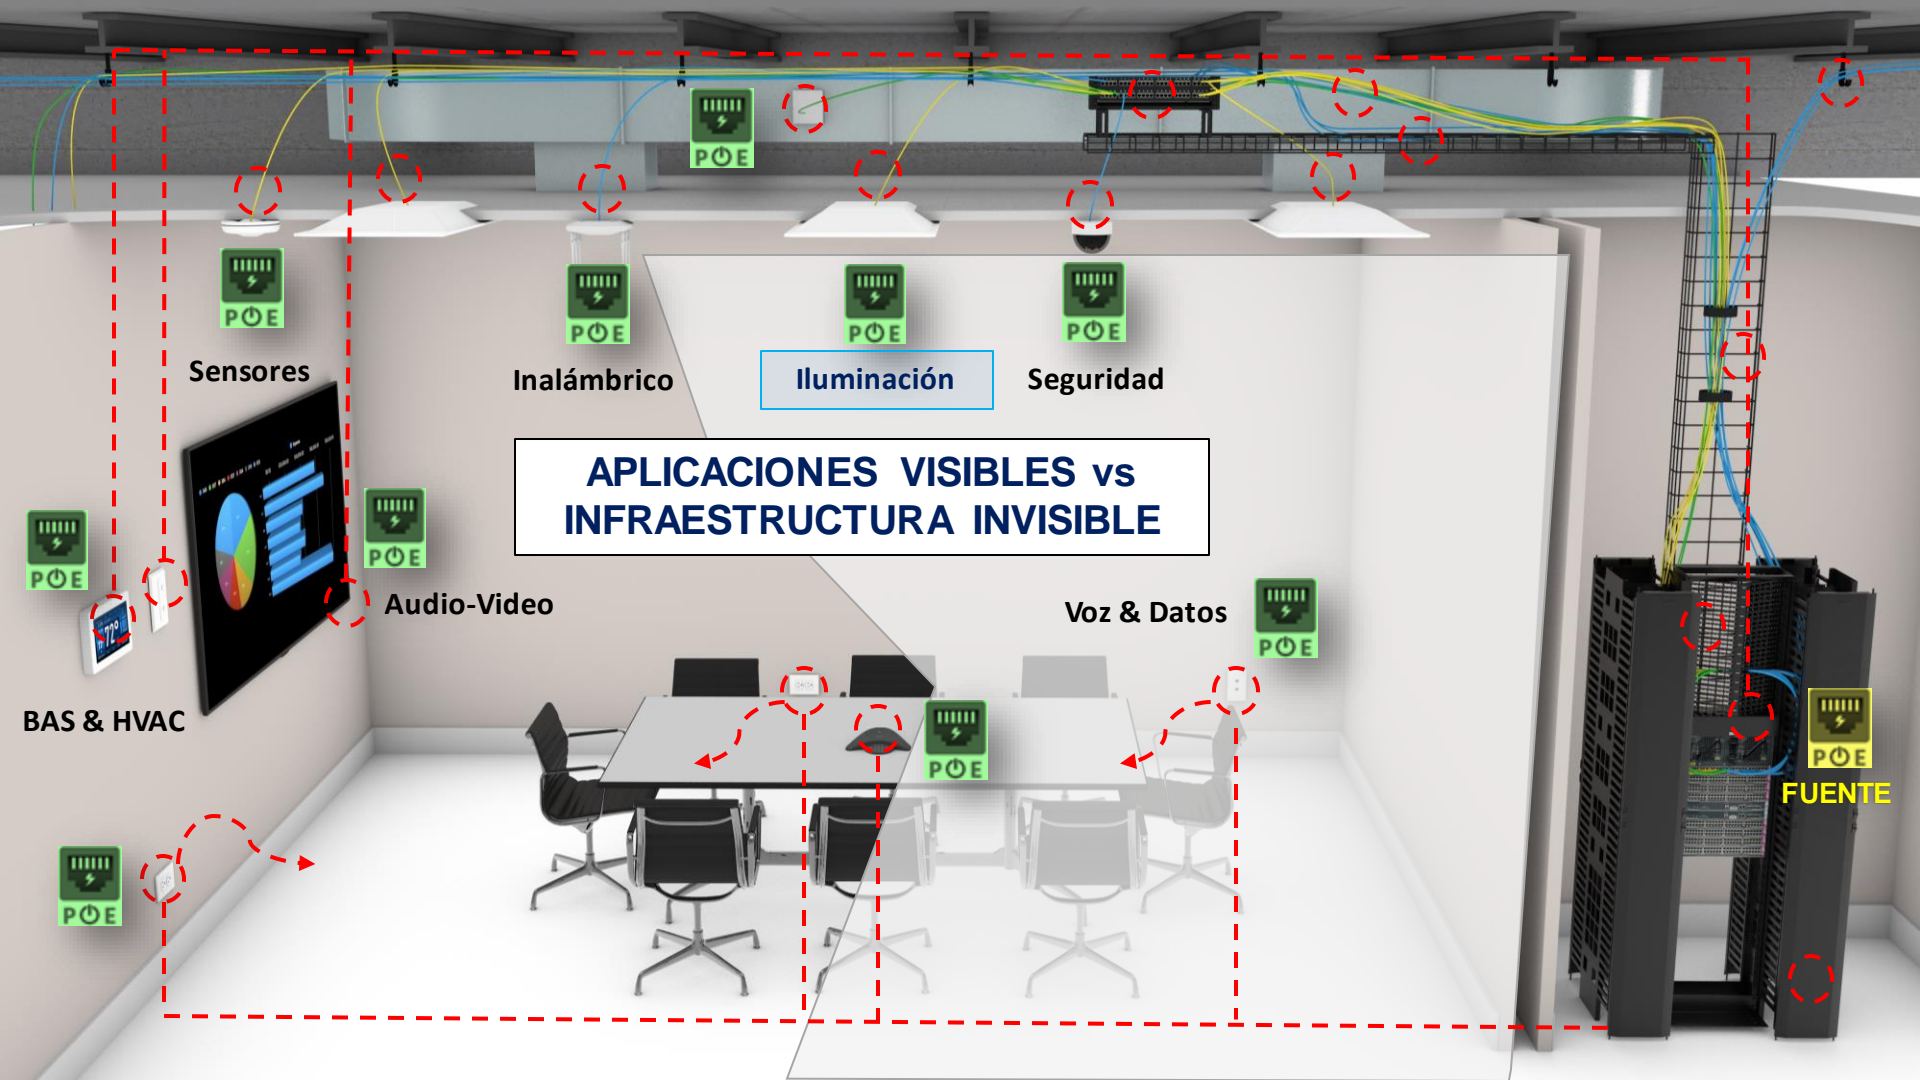 POE
POE
POE
POE
POE
Sensores
Inalámbrico
Iluminación
Seguridad
APLICACIONES VISIBLES vs
INFRAESTRUCTURA INVISIBLE
POE
POE
Audio-Video
Voz & Datos
POE
72°
BAS & HVAC
POE
POE
FUENTE
POE